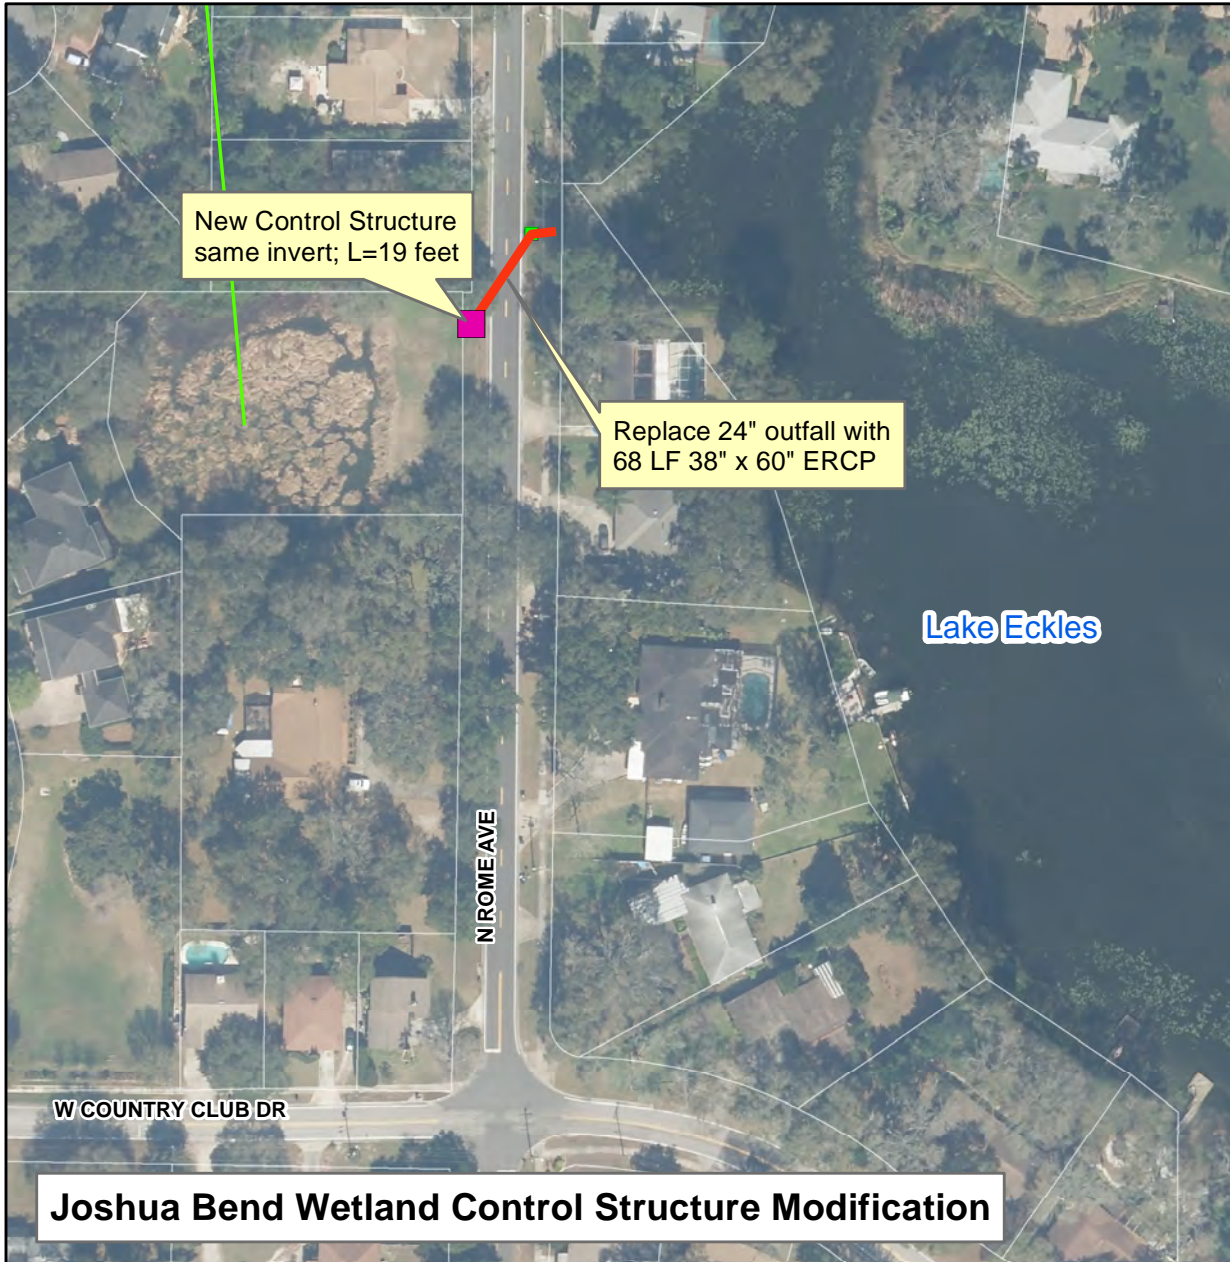 New Control Structure
same invert; L=19 feet
Replace 24" outfall with
68 LF 38" x 60" ERCP
Lake Eckles
N ROME AVE
W COUNTRY CLUB DR
Joshua Bend Wetland Control Structure Modification